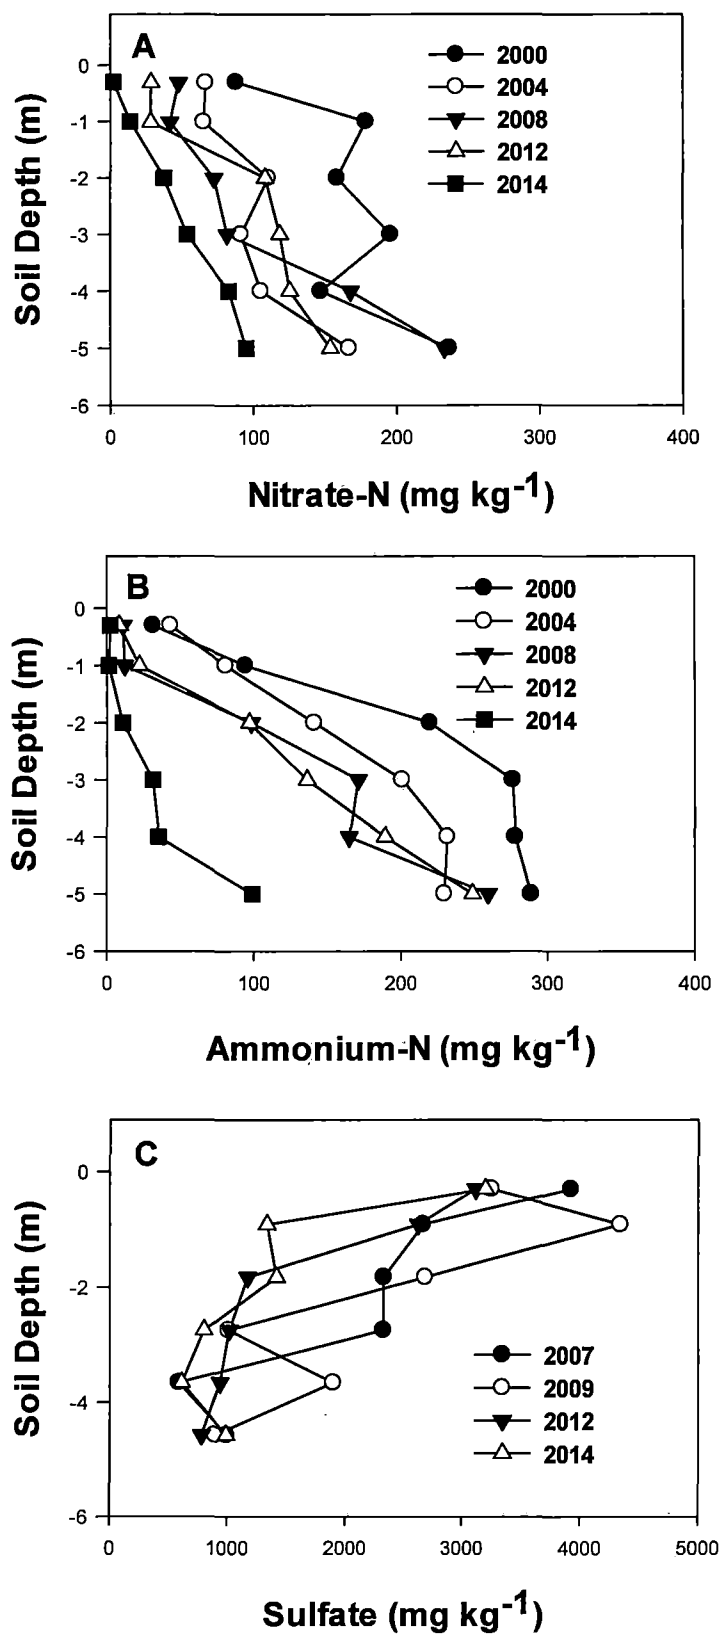 A
2000
2004
2008
2012
2014
0
-1
-2
-3
-4
-5
-6
Soil Depth (m)
0 100 200 300 400
Nitrate-N (mg kg-1)
B
2000
2004
2008
2012
2014
0
-1
-2
-3
-4
-5
-6
Soil Depth (m)
0 100 200 300 400
Ammonium-N (mg kg-1)
C
0
-2
-4
-6
Soil Depth (m)
2007
2009
2012
2014
0 1000 2000 3000 4000 5000
Sulfate (mg kg-1)